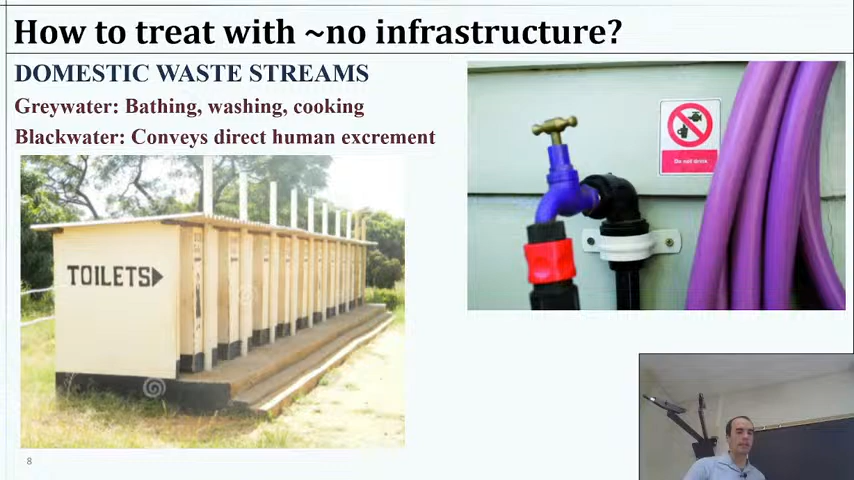 How to treat with ~no infrastructure?
DOMESTIC WASTE STREAMS
Greywater: Bathing, washing, cooking
Blackwater: Conveys direct human excrement
Do not drink
TOILETS
8